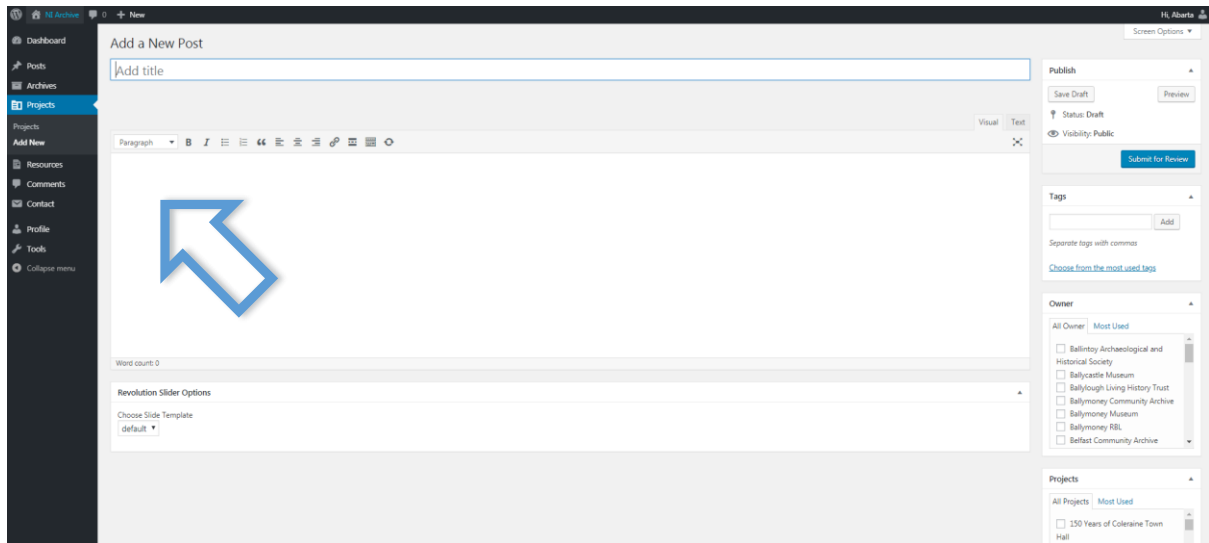 NI Archive 0 + New Hi, Abarta
Screen Options ▼
Dashboard
Posts
Archives
Projects
Projects
Add New
Resources
Comments
Contact
Profile
Tools
Collapse menu
Add a New Post
Add title
Visual Text
Paragraph B I
Word count: 0
Revolution Slider Options
Choose Slide Template
default
Publish
Save Draft Preview
Status: Draft
Visibility: Public
Submit for Review
Tags
Add
Separate tags with commas
Choose from the most used tags
Owner
All Owner Most Used
Ballintoy Archaeological and
Historical Society
Ballycastle Museum
Ballylough Living History Trust
Ballymoney Community Archive
Ballymoney Museum
Ballymoney RBL
Belfast Community Archive
Projects
All Projects Most Used
150 Years of Coleraine Town
Hall